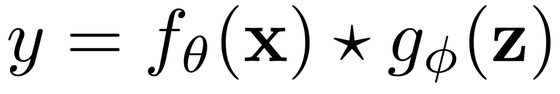 y = f_θ(𝐱) ⋆ g_ϕ(𝐳)